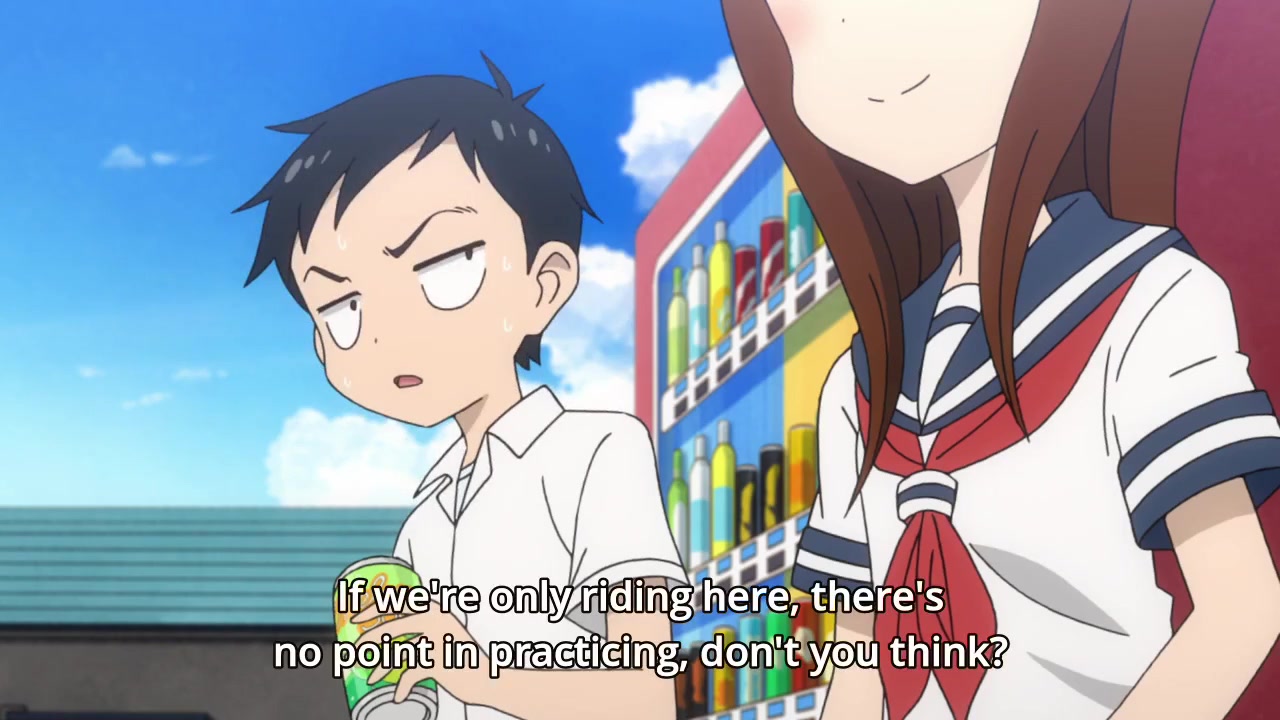 If we're only riding here, there's
no point in practicing, don't you think?